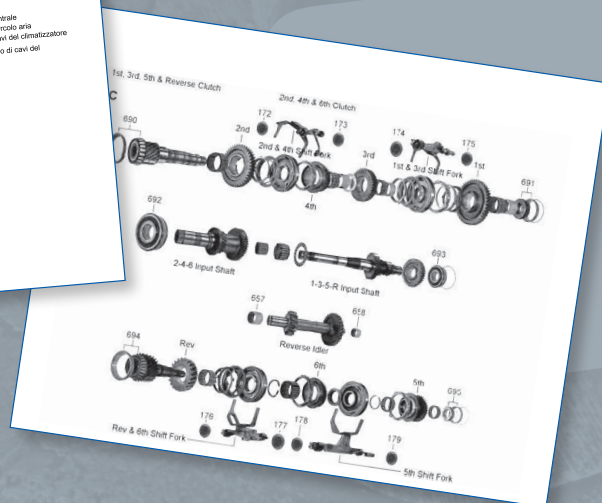 ntrale
rcolo aria
avi del climatizzatore
o di cavi del
1st, 3rd, 5th & Reverse Clutch
2nd, 4th & 6th Clutch
C
690
172
173
174
175
2nd
2nd & 4th Shift Fork
3rd
1st & 3rd Shift Fork
1st
691
4th
692
2-4-6 Input Shaft
1-3-5-R Input Shaft
693
657
658
Reverse Idler
694
Rev
6th
5th
695
176
177
178
179
Rev & 6th Shift Fork
5th Shift Fork